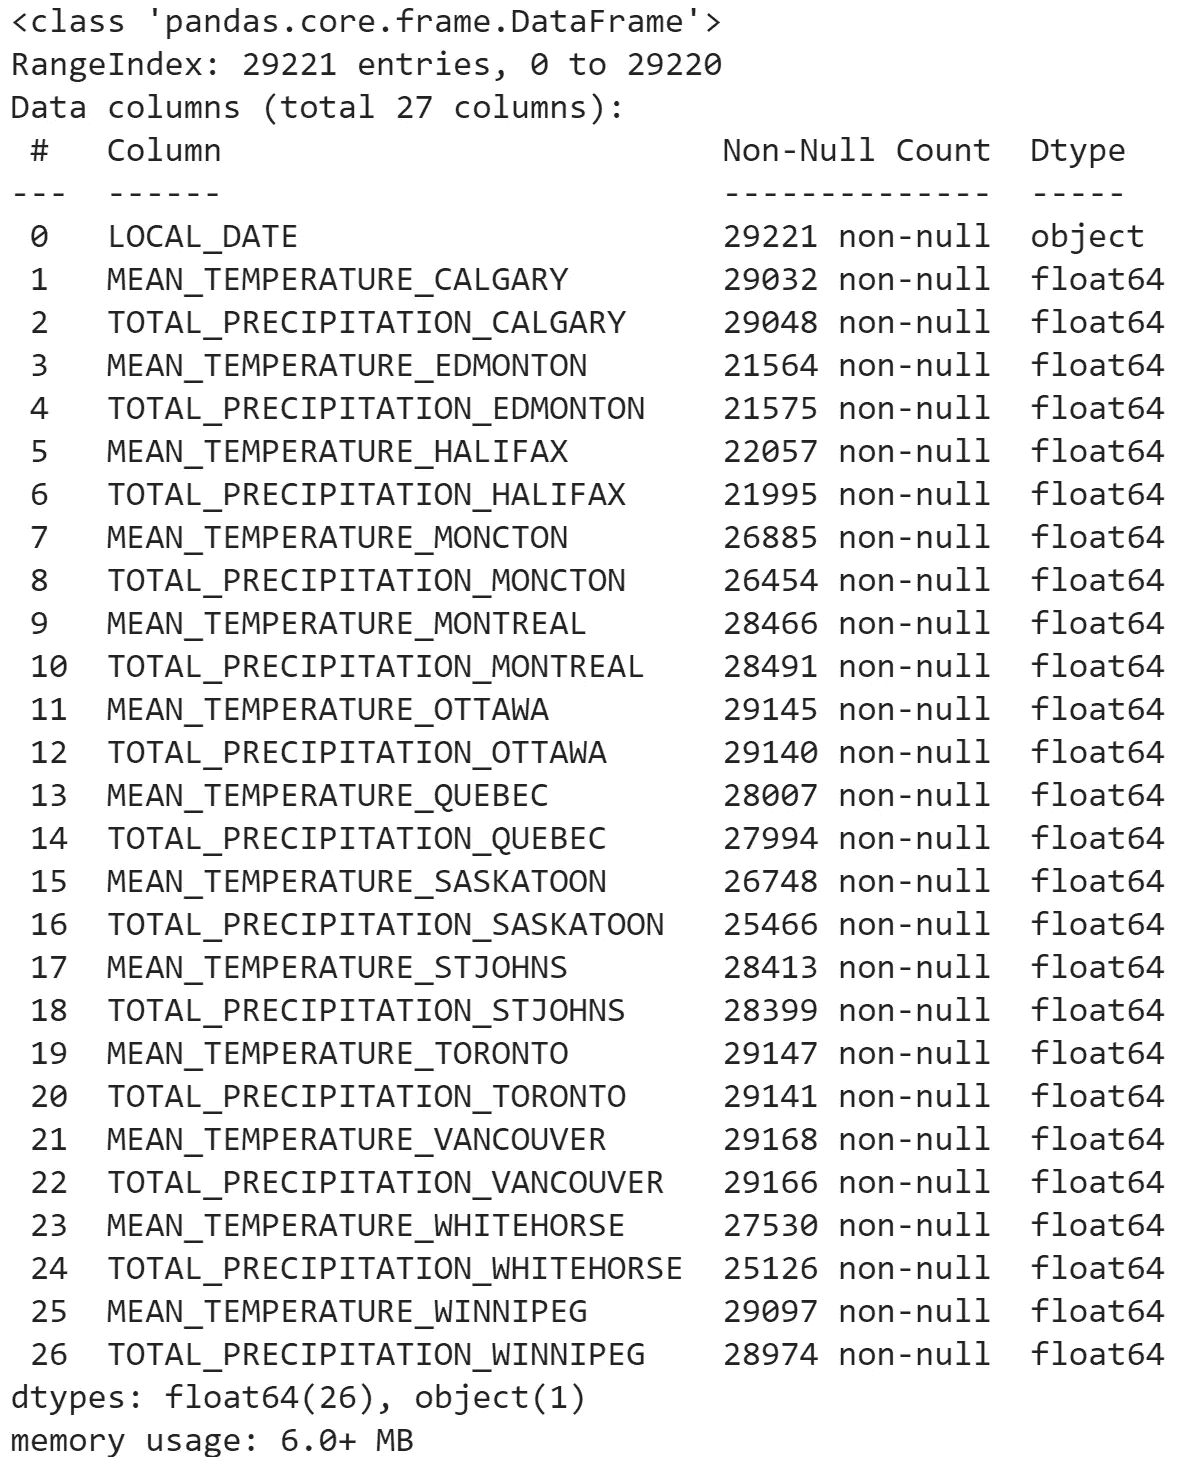 <class 'pandas.core.frame.DataFrame'>
RangeIndex: 29221 entries, 0 to 29220
Data columns (total 27 columns):
 #   Column                          Non-Null Count  Dtype
---  ------                          --------------  -----
 0   LOCAL_DATE                      29221 non-null  object
 1   MEAN_TEMPERATURE_CALGARY        29032 non-null  float64
 2   TOTAL_PRECIPITATION_CALGARY     29048 non-null  float64
 3   MEAN_TEMPERATURE_EDMONTON       21564 non-null  float64
 4   TOTAL_PRECIPITATION_EDMONTON    21575 non-null  float64
 5   MEAN_TEMPERATURE_HALIFAX        22057 non-null  float64
 6   TOTAL_PRECIPITATION_HALIFAX     21995 non-null  float64
 7   MEAN_TEMPERATURE_MONCTON        26885 non-null  float64
 8   TOTAL_PRECIPITATION_MONCTON     26454 non-null  float64
 9   MEAN_TEMPERATURE_MONTREAL       28466 non-null  float64
 10  TOTAL_PRECIPITATION_MONTREAL    28491 non-null  float64
 11  MEAN_TEMPERATURE_OTTAWA         29145 non-null  float64
 12  TOTAL_PRECIPITATION_OTTAWA      29140 non-null  float64
 13  MEAN_TEMPERATURE_QUEBEC         28007 non-null  float64
 14  TOTAL_PRECIPITATION_QUEBEC      27994 non-null  float64
 15  MEAN_TEMPERATURE_SASKATOON      26748 non-null  float64
 16  TOTAL_PRECIPITATION_SASKATOON   25466 non-null  float64
 17  MEAN_TEMPERATURE_STJOHNS        28413 non-null  float64
 18  TOTAL_PRECIPITATION_STJOHNS     28399 non-null  float64
 19  MEAN_TEMPERATURE_TORONTO        29147 non-null  float64
 20  TOTAL_PRECIPITATION_TORONTO     29141 non-null  float64
 21  MEAN_TEMPERATURE_VANCOUVER      29168 non-null  float64
 22  TOTAL_PRECIPITATION_VANCOUVER   29166 non-null  float64
 23  MEAN_TEMPERATURE_WHITEHORSE     27530 non-null  float64
 24  TOTAL_PRECIPITATION_WHITEHORSE  25126 non-null  float64
 25  MEAN_TEMPERATURE_WINNIPEG       29097 non-null  float64
 26  TOTAL_PRECIPITATION_WINNIPEG    28974 non-null  float64
dtypes: float64(26), object(1)
memory usage: 6.0+ MB